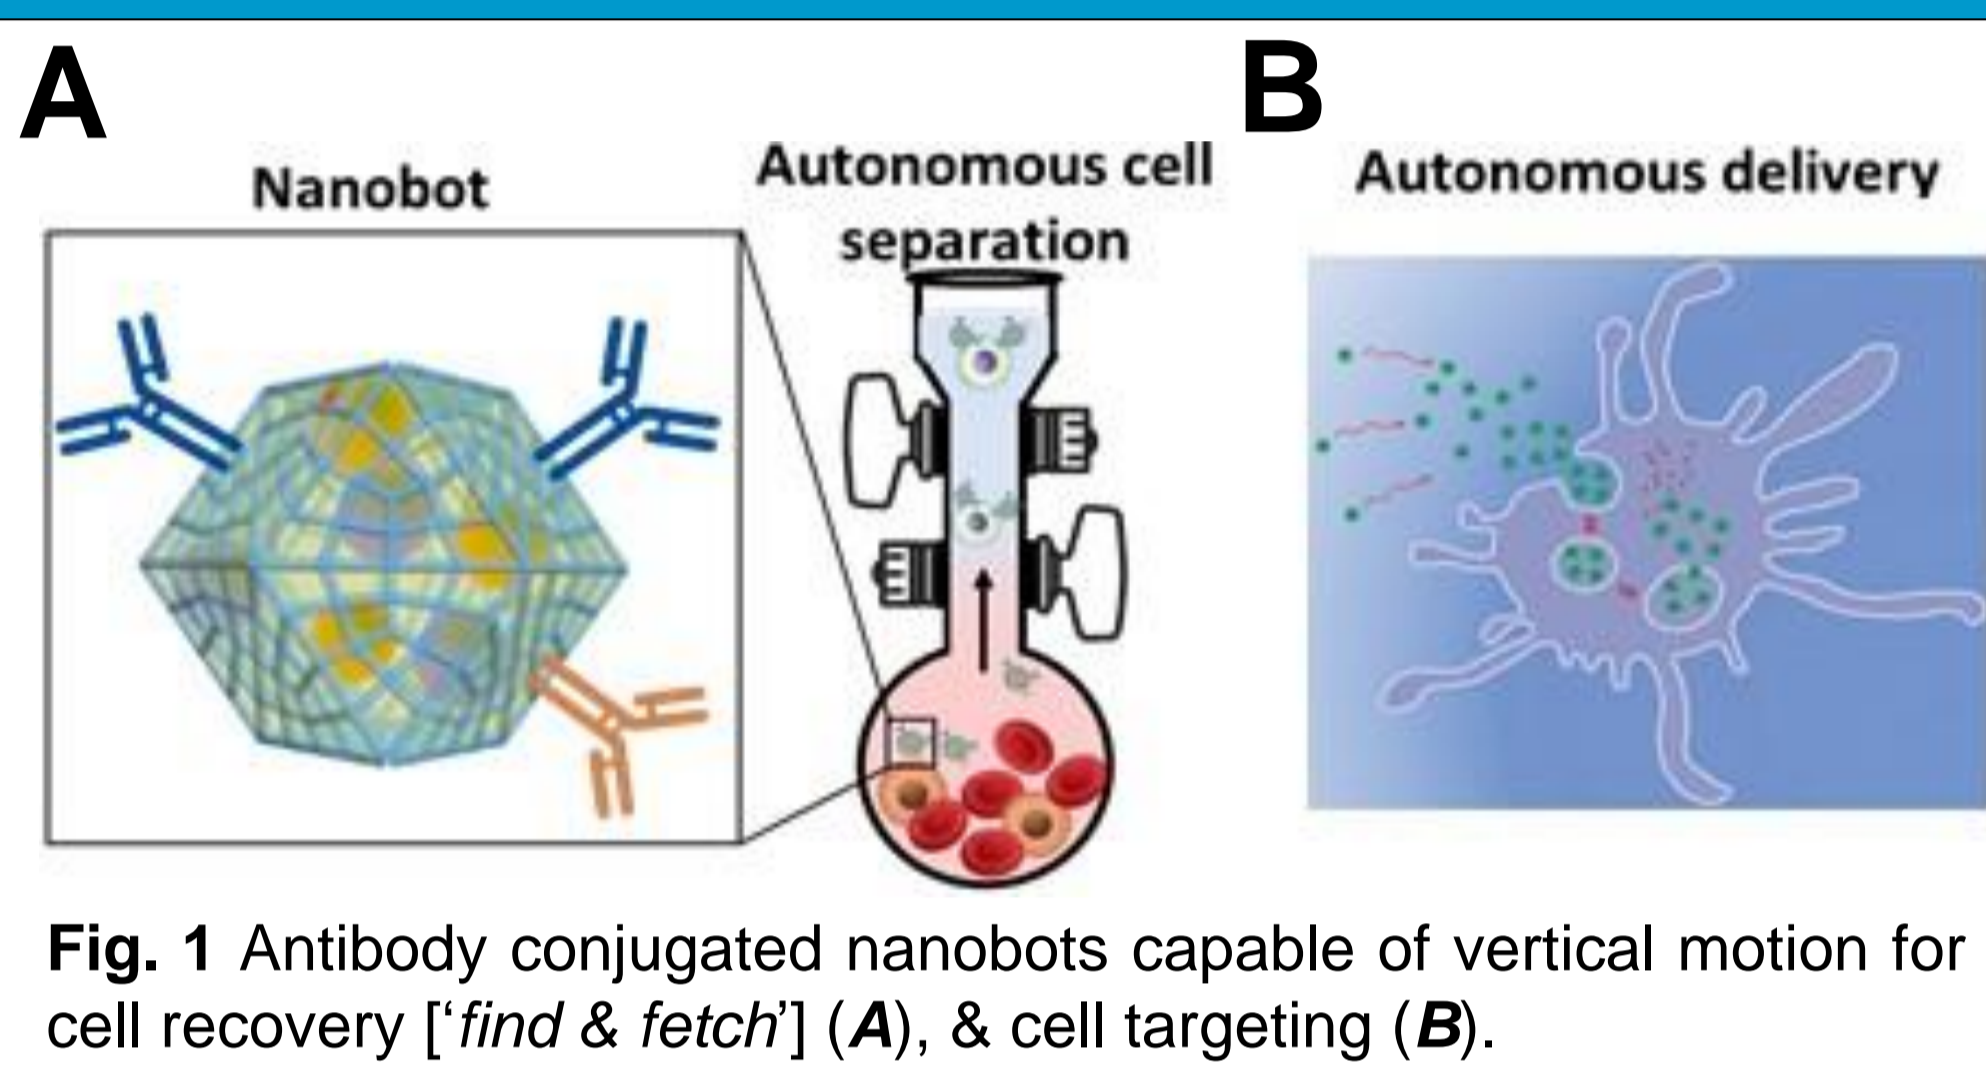 A
B
Nanobot
Autonomous cell
separation
Autonomous delivery
Fig. 1 Antibody conjugated nanobots capable of vertical motion for
cell recovery [‘find & fetch’] (A), & cell targeting (B).